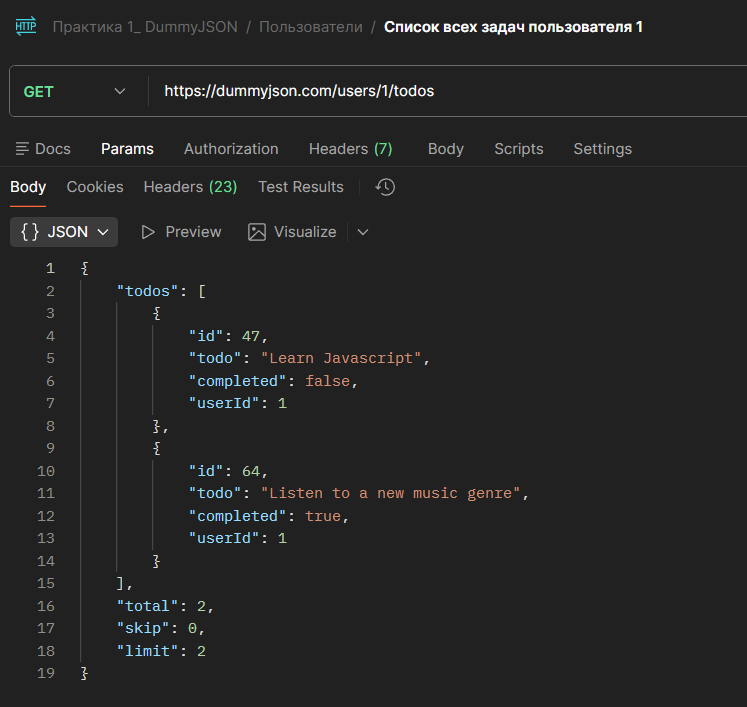 HTTP Практика 1_ DummyJSON / Пользователи / Список всех задач пользователя 1
GET https://dummyjson.com/users/1/todos
Docs Params Authorization Headers (7) Body Scripts Settings
Body Cookies Headers (23) Test Results
{} JSON Preview Visualize
1 {
2 "todos": [
3 {
4 "id": 47,
5 "todo": "Learn Javascript",
6 "completed": false,
7 "userId": 1
8 },
9 {
10 "id": 64,
11 "todo": "Listen to a new music genre",
12 "completed": true,
13 "userId": 1
14 }
15 ],
16 "total": 2,
17 "skip": 0,
18 "limit": 2
19 }